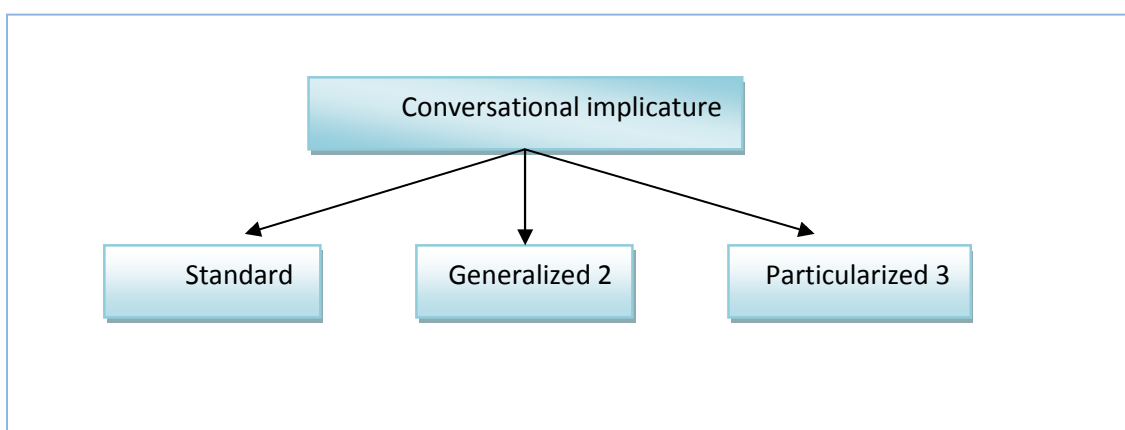 Conversational implicature
Standard
Generalized 2
Particularized 3